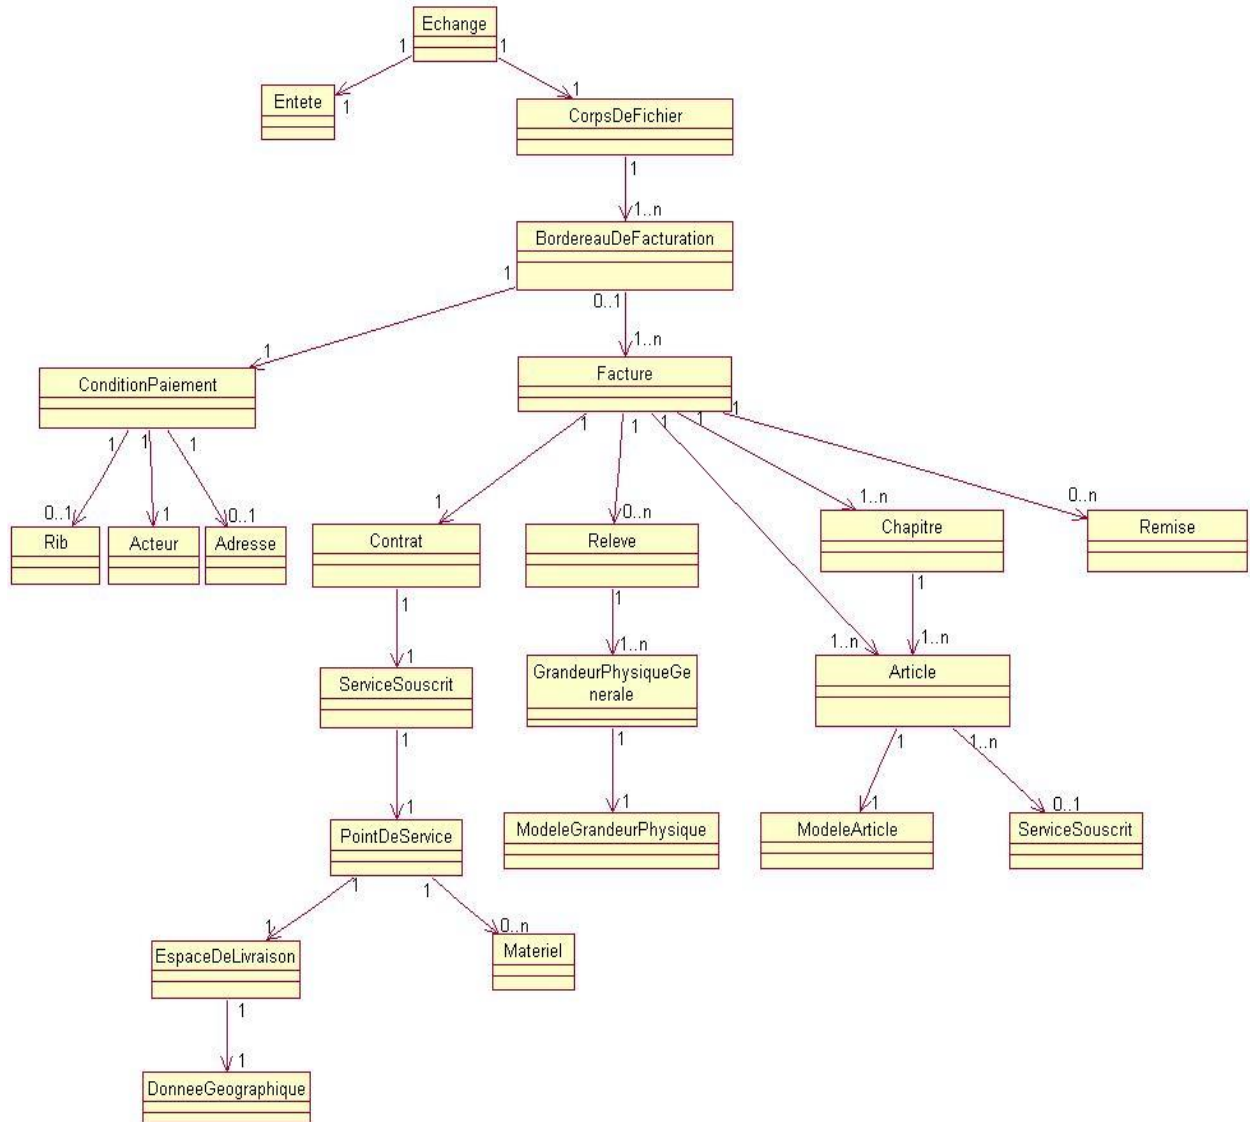 Echange
1 1
Entete
1
1
CorpsDeFichier
1
1..n
BordereauDeFacturation
1
0..1
1
1..n
ConditionPaiement
Facture
1 1 1
1 1 1 1 1
0..1 1 0..1
1 0..n 1..n 0..n
Rib Acteur Adresse
Contrat Releve Chapitre Remise
1 1 1
1 1..n 1..n 1..n
ServiceSouscrit
GrandeurPhysiqueGe
nerale
Article
1 1 1 1..n
1 1 1 0..1
PointDeService
ModeleGrandeurPhysique
ModeleArticle
ServiceSouscrit
1 1
1 0..n
EspaceDeLivraison
Materiel
1
1
DonneeGeographique